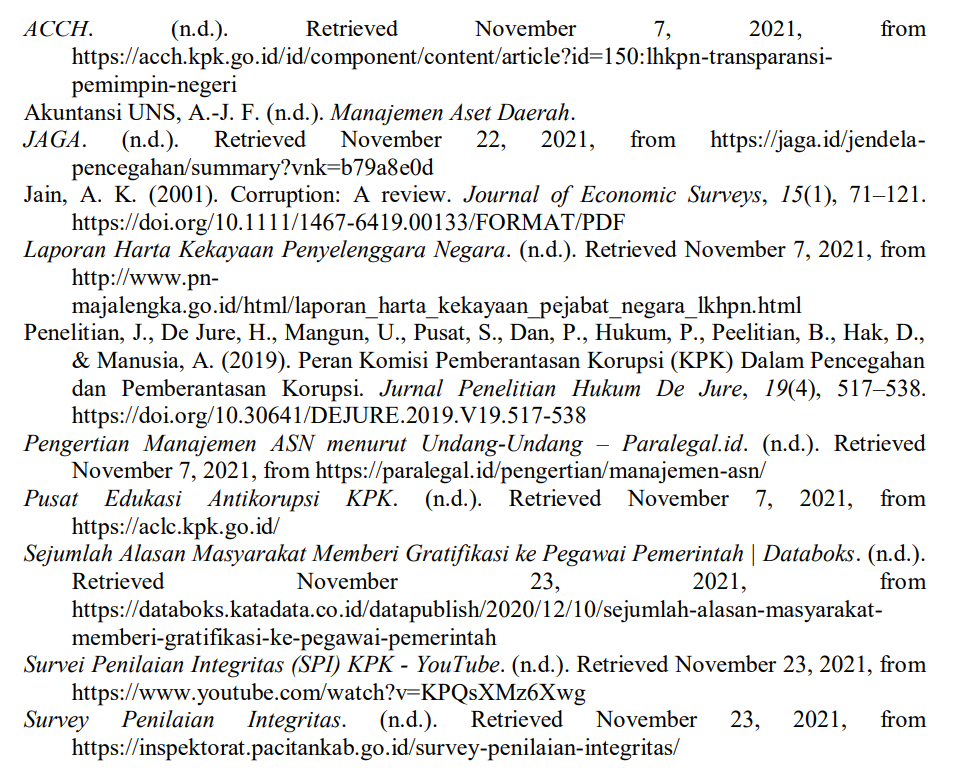 ACCH. (n.d.). Retrieved November 7, 2021, from
https://acch.kpk.go.id/id/component/content/article?id=150:lhkpn-transparansi-
pemimpin-negeri
Akuntansi UNS, A.-J. F. (n.d.). Manajemen Aset Daerah.
JAGA. (n.d.). Retrieved November 22, 2021, from https://jaga.id/jendela-
pencegahan/summary?vnk=b79a8e0d
Jain, A. K. (2001). Corruption: A review. Journal of Economic Surveys, 15(1), 71–121.
https://doi.org/10.1111/1467-6419.00133/FORMAT/PDF
Laporan Harta Kekayaan Penyelenggara Negara. (n.d.). Retrieved November 7, 2021, from
http://www.pn-
majalengka.go.id/html/laporan_harta_kekayaan_pejabat_negara_lkhpn.html
Penelitian, J., De Jure, H., Mangun, U., Pusat, S., Dan, P., Hukum, P., Peelitian, B., Hak, D.,
& Manusia, A. (2019). Peran Komisi Pemberantasan Korupsi (KPK) Dalam Pencegahan
dan Pemberantasan Korupsi. Jurnal Penelitian Hukum De Jure, 19(4), 517–538.
https://doi.org/10.30641/DEJURE.2019.V19.517-538
Pengertian Manajemen ASN menurut Undang-Undang – Paralegal.id. (n.d.). Retrieved
November 7, 2021, from https://paralegal.id/pengertian/manajemen-asn/
Pusat Edukasi Antikorupsi KPK. (n.d.). Retrieved November 7, 2021, from
https://aclc.kpk.go.id/
Sejumlah Alasan Masyarakat Memberi Gratifikasi ke Pegawai Pemerintah | Databoks. (n.d.).
Retrieved November 23, 2021, from
https://databoks.katadata.co.id/datapublish/2020/12/10/sejumlah-alasan-masyarakat-
memberi-gratifikasi-ke-pegawai-pemerintah
Survei Penilaian Integritas (SPI) KPK - YouTube. (n.d.). Retrieved November 23, 2021, from
https://www.youtube.com/watch?v=KPQsXMz6Xwg
Survey Penilaian Integritas. (n.d.). Retrieved November 23, 2021, from
https://inspektorat.pacitankab.go.id/survey-penilaian-integritas/